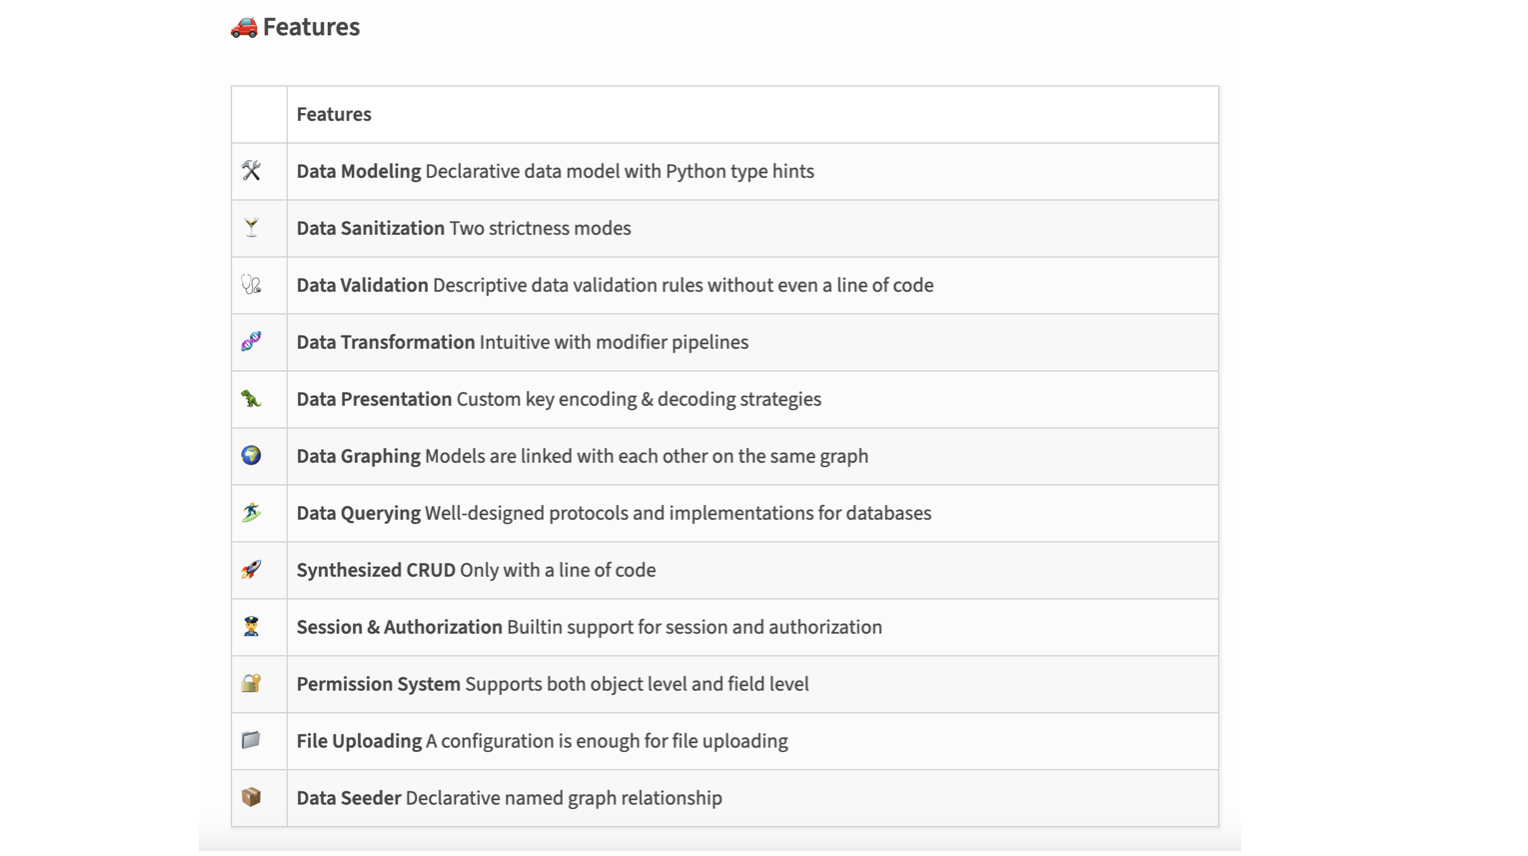 Features
Features
Data Modeling Declarative data model with Python type hints
Data Sanitization Two strictness modes
Data Validation Descriptive data validation rules without even a line of code
Data Transformation Intuitive with modifier pipelines
Data Presentation Custom key encoding & decoding strategies
Data Graphing Models are linked with each other on the same graph
Data Querying Well-designed protocols and implementations for databases
Synthesized CRUD Only with a line of code
Session & Authorization Builtin support for session and authorization
Permission System Supports both object level and field level
File Uploading A configuration is enough for file uploading
Data Seeder Declarative named graph relationship